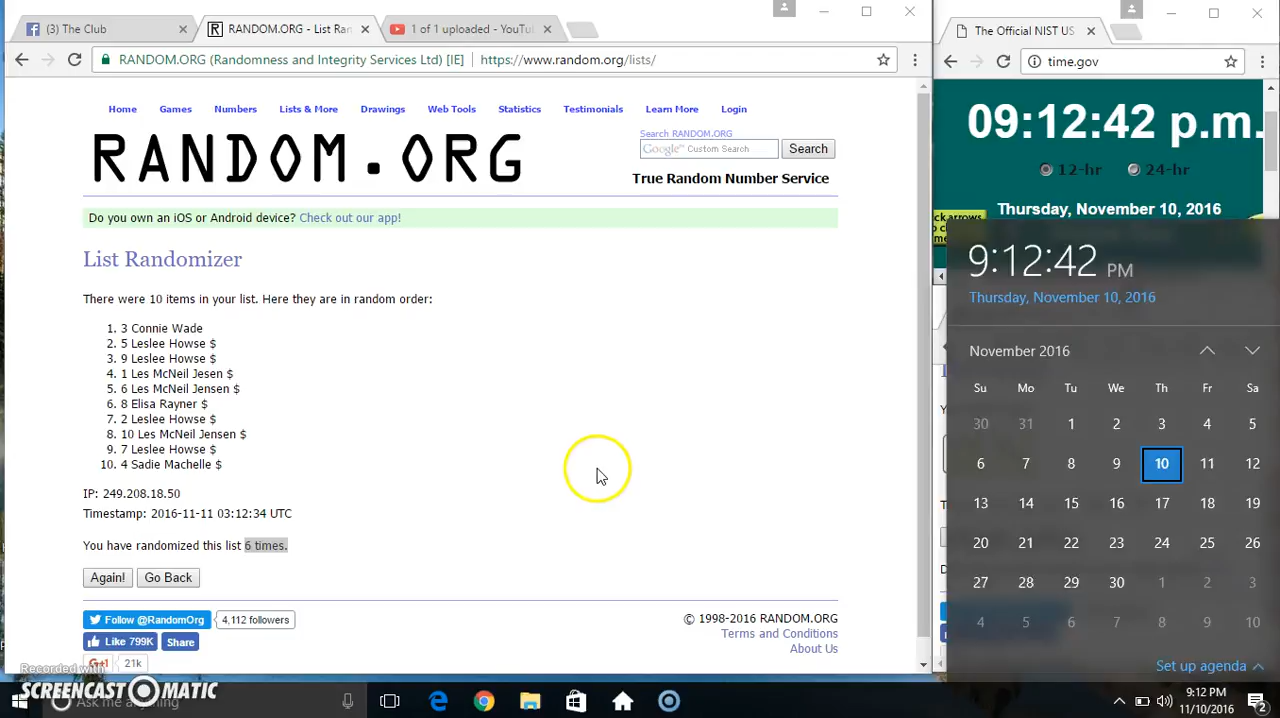 (3) The Club
RANDOM.ORG - List Ran
1 of 1 uploaded - YouTu
The Official NIST US
RANDOM.ORG (Randomness and Integrity Services Ltd) [IE]
https://www.random.org/lists/
time.gov
Home Games Numbers Lists & More Drawings Web Tools Statistics Testimonials Learn More Login
RANDOM.ORG
Search RANDOM.ORG
Google™ Custom Search
Search
True Random Number Service
Do you own an iOS or Android device? Check out our app!
List Randomizer
There were 10 items in your list. Here they are in random order:
1. 3 Connie Wade
2. 5 Leslee Howse $
3. 9 Leslee Howse $
4. 1 Les McNeil Jesen $
5. 6 Les McNeil Jensen $
6. 8 Elisa Rayner $
7. 2 Leslee Howse $
8. 10 Les McNeil Jensen $
9. 7 Leslee Howse $
10. 4 Sadie Machelle $
IP: 249.208.18.50
Timestamp: 2016-11-11 03:12:34 UTC
You have randomized this list 6 times.
Again! Go Back
Follow @RandomOrg 4,112 followers
Like 799K Share
G+1 21k
© 1998-2016 RANDOM.ORG
Terms and Conditions
About Us
09:12:42 p.m.
12-hr 24-hr
Thursday, November 10, 2016
9:12:42 PM
Thursday, November 10, 2016
November 2016
Su Mo Tu We Th Fr Sa
30 31 1 2 3 4 5
6 7 8 9 10 11 12
13 14 15 16 17 18 19
20 21 22 23 24 25 26
27 28 29 30 1 2 3
4 5 6 7 8 9 10
Set up agenda
Recorded with
SCREENCAST-O-MATIC
Ask me anything
9:12 PM
11/10/2016
2